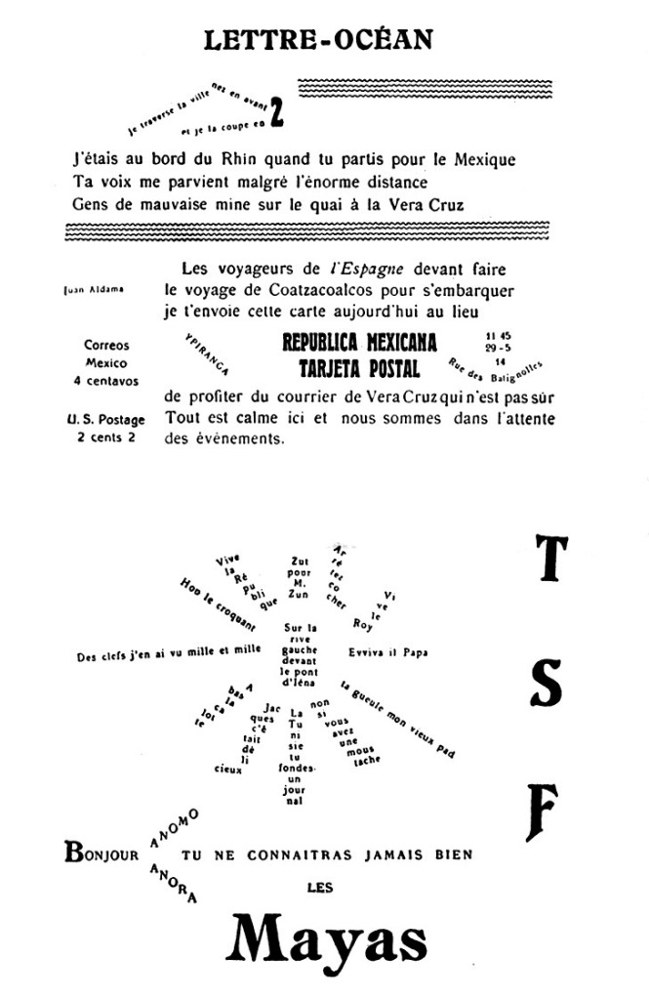 LETTRE-OCÉAN
Je traverse la ville
nez en avant
et je la coupe en 2
J'étais au bord du Rhin quand tu partis pour le Mexique
Ta voix me parvient malgré l'énorme distance
Gens de mauvaise mine sur le quai à la Vera Cruz
Juan Aldama
Les voyageurs de l'Espagne devant faire
le voyage de Coatzacoalcos pour s'embarquer
je t'envoie cette carte aujourd'hui au lieu
Correos
Mexico
4 centavos
YPIRANGA
REPUBLICA MEXICANA
TARJETA POSTAL
11 45
29-5
14
Rue des Batignolles
U. S. Postage
2 cents 2
de profiter du courrier de Vera Cruz qui n'est pas sûr
Tout est calme ici et nous sommes dans l'attente
des événements.
T
S
F
Vive
la
Ré
pu
bli
que
Zut
pour
M.
Zun
Ar
rê
tez
co
cher
Vi
ve
le
Roy
Hou le croquant
Sur la
rive
gauche
devant
le pont
d'Iéna
Des clefs j'en ai vu mille et mille
Evviva il Papa
A
bas
la
ca
lot
te
Jac
ques
c'é
tait
dé
li
cieux
La
Tu
ni
sie
tu
fondes
un
jour
nal
non
si
vous
avez
une
mous
tache
ta gueule mon vieux pad
BONJOUR
ANOMO
ANORA
TU NE CONNAITRAS JAMAIS BIEN
LES
Mayas